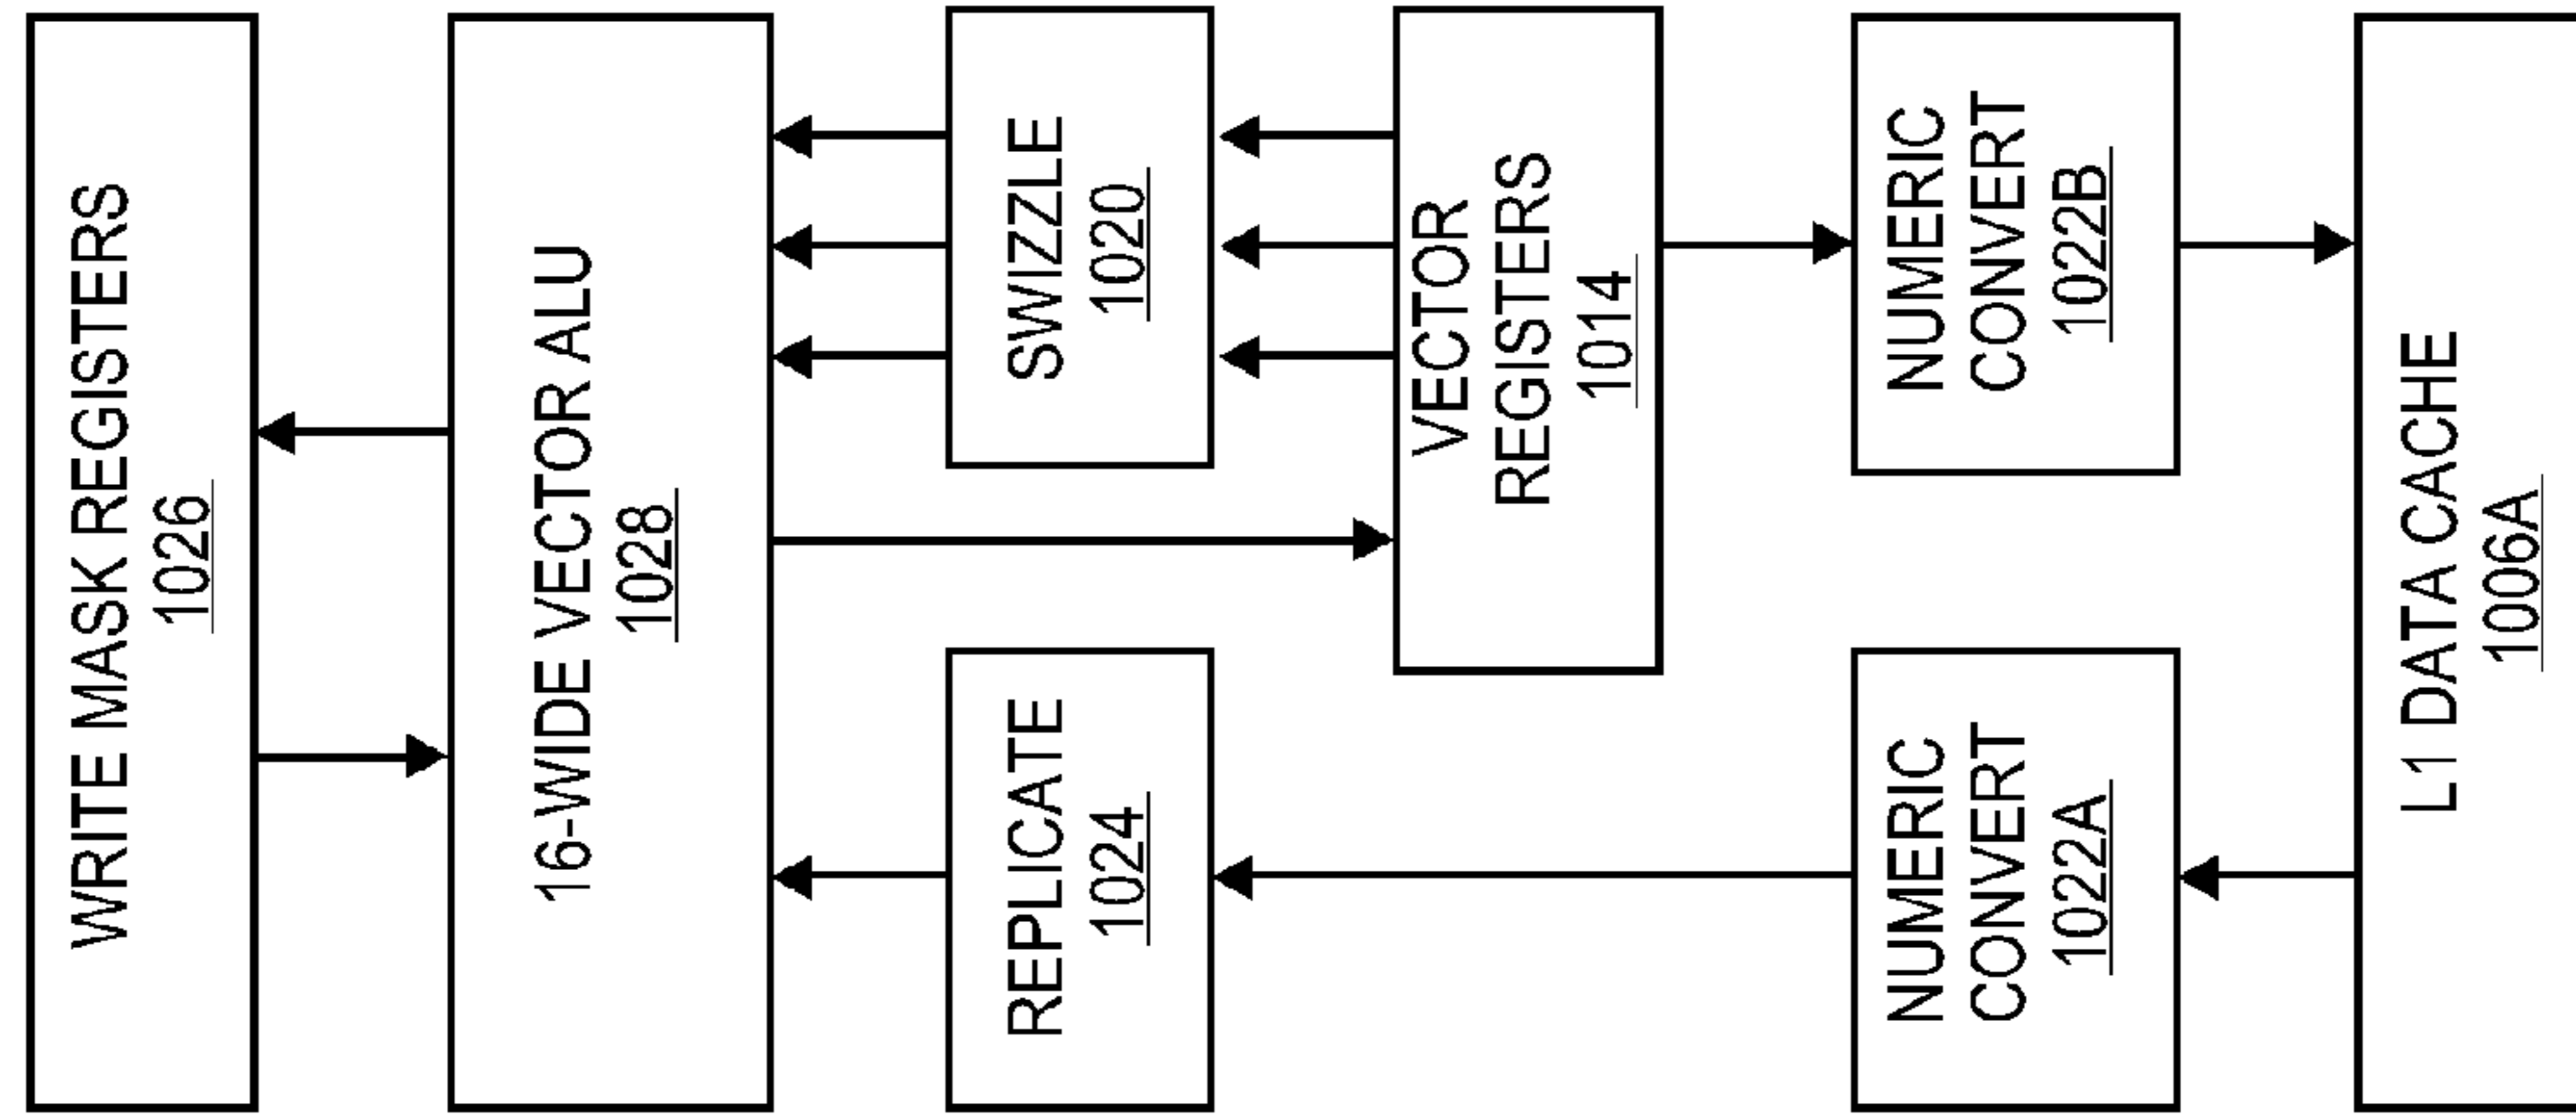 WRITE MASK REGISTERS
1026
16-WIDE VECTOR ALU
1028
REPLICATE
1024
SWIZZLE
1020
VECTOR
REGISTERS
1014
NUMERIC
CONVERT
1022A
NUMERIC
CONVERT
1022B
L1 DATA CACHE
1006A